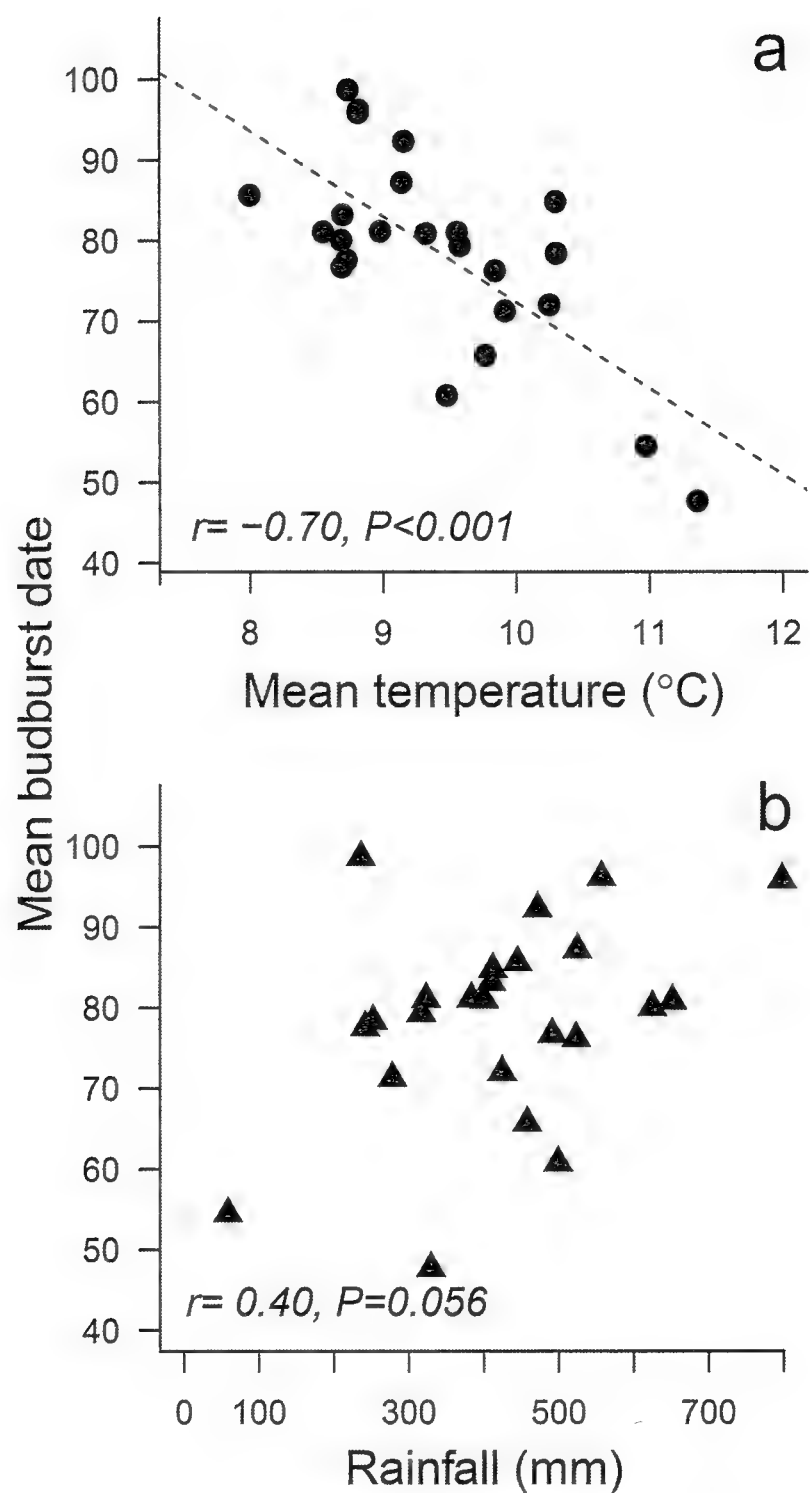 a
100
90
80
70
60
50
40
r= −0.70, P<0.001
8 9 10 11 12
Mean temperature (°C)
Mean budburst date
b
100
90
80
70
60
50
40
r= 0.40, P=0.056
0 100 300 500 700
Rainfall (mm)